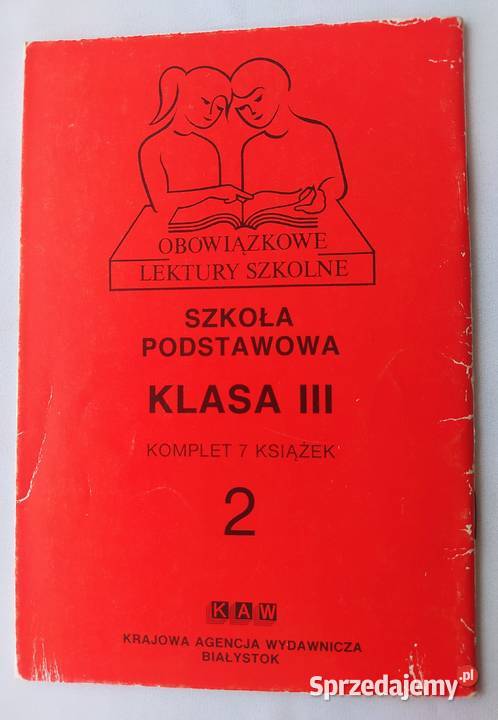 OBOWIĄZKOWE
LEKTURY SZKOLNE
SZKOŁA
PODSTAWOWA
KLASA III
KOMPLET 7 KSIĄŻEK
2
KAW
KRAJOWA AGENCJA WYDAWNICZA
BIAŁYSTOK
Sprzedajemy.pl